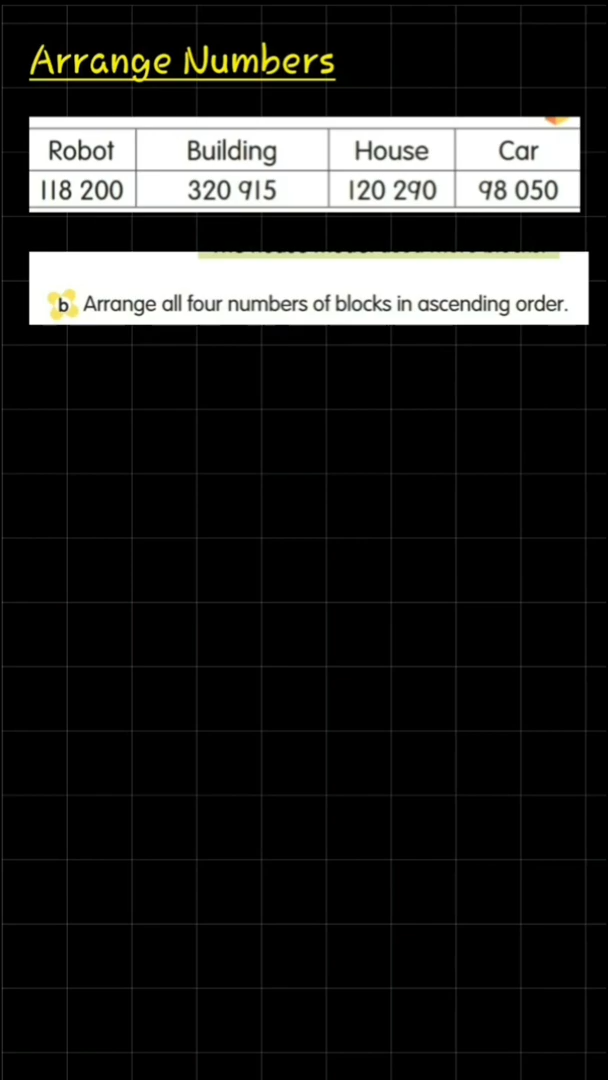 Arrange Numbers
Robot Building House Car
118 200 320 915 120 290 98 050
b Arrange all four numbers of blocks in ascending order.